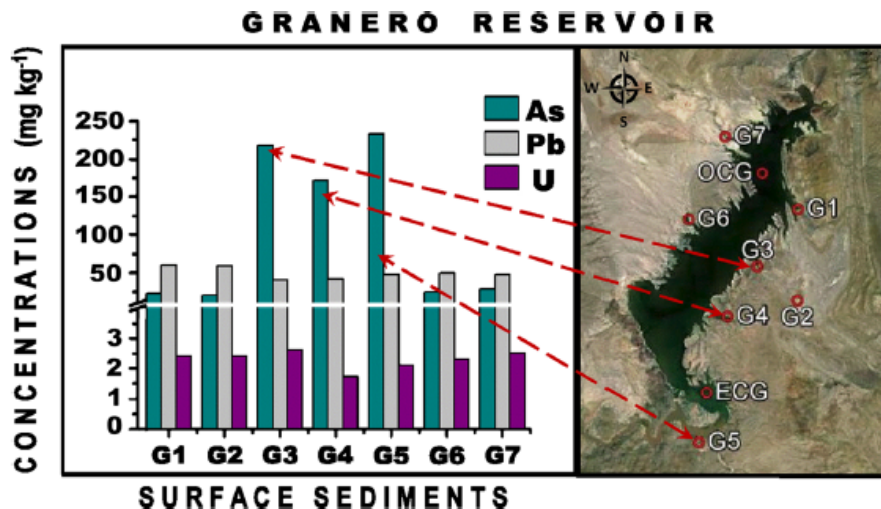 GRANERO RESERVOIR
CONCENTRATIONS (mg kg-1)
As
Pb
U
250
200
150
100
50
3
2
1
0
G1 G2 G3 G4 G5 G6 G7
SURFACE SEDIMENTS
N
W E
S
G7
OCG
G6
G1
G3
G2
G4
ECG
G5